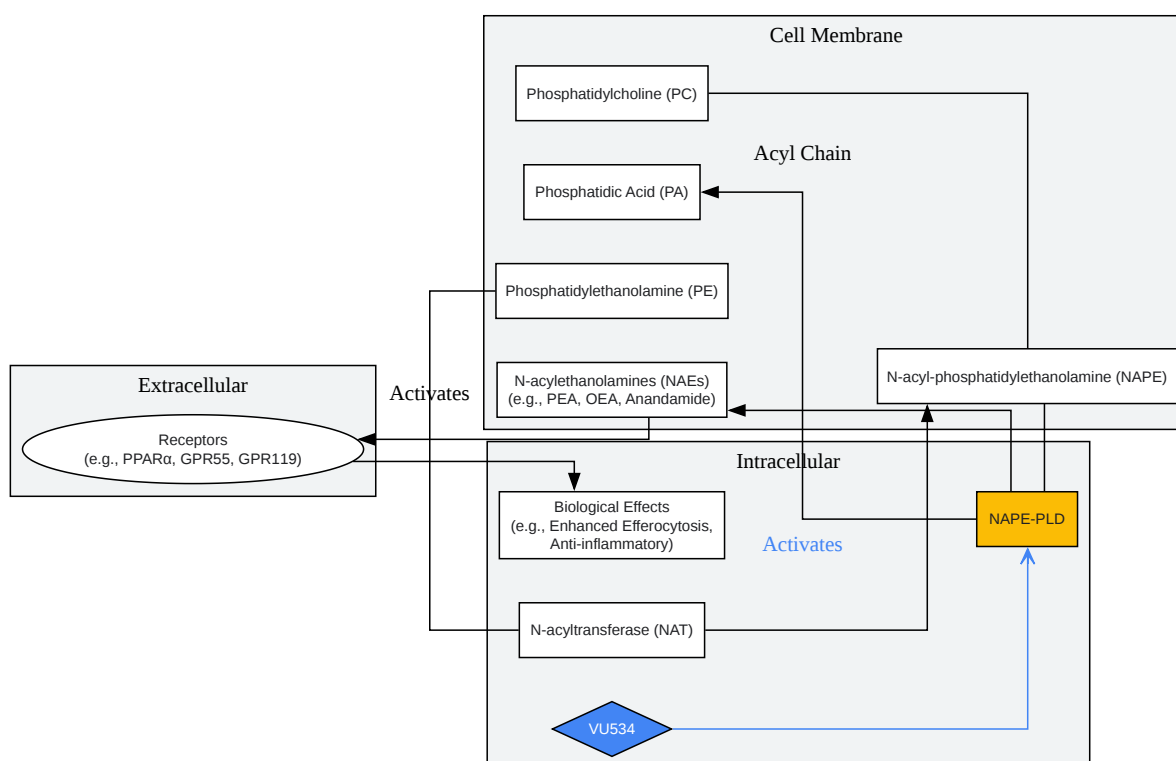 Cell Membrane
Phosphatidylcholine (PC)
Acyl Chain
Phosphatidic Acid (PA)
Phosphatidylethanolamine (PE)
N-acylethanolamines (NAEs)
(e.g., PEA, OEA, Anandamide)
N-acyl-phosphatidylethanolamine (NAPE)
Extracellular
Activates
Receptors
(e.g., PPARα, GPR55, GPR119)
Intracellular
Biological Effects
(e.g., Enhanced Efferocytosis,
Anti-inflammatory)
NAPE-PLD
Activates
N-acyltransferase (NAT)
VU534